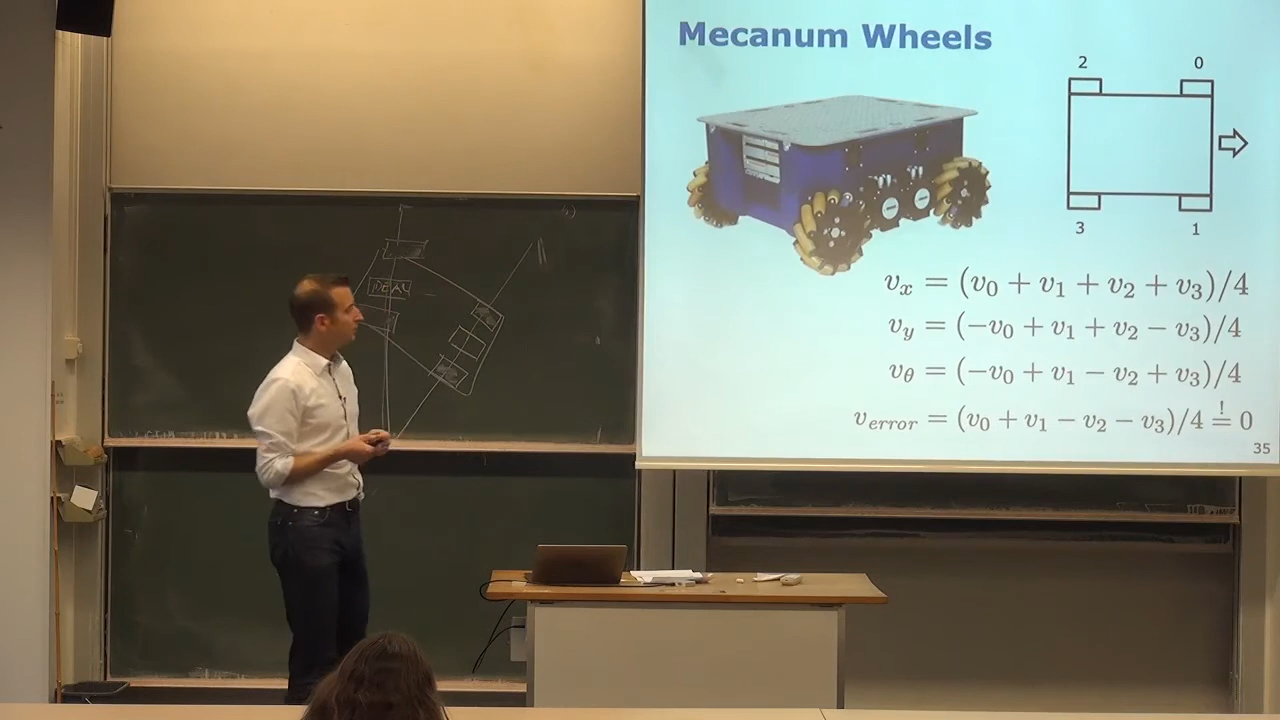 Mecanum Wheels
2 0
3 1
v_x = (v_0 + v_1 + v_2 + v_3)/4
v_y = (-v_0 + v_1 + v_2 - v_3)/4
v_θ = (-v_0 + v_1 - v_2 + v_3)/4
v_error = (v_0 + v_1 - v_2 - v_3)/4 =! 0
35
IDEAL